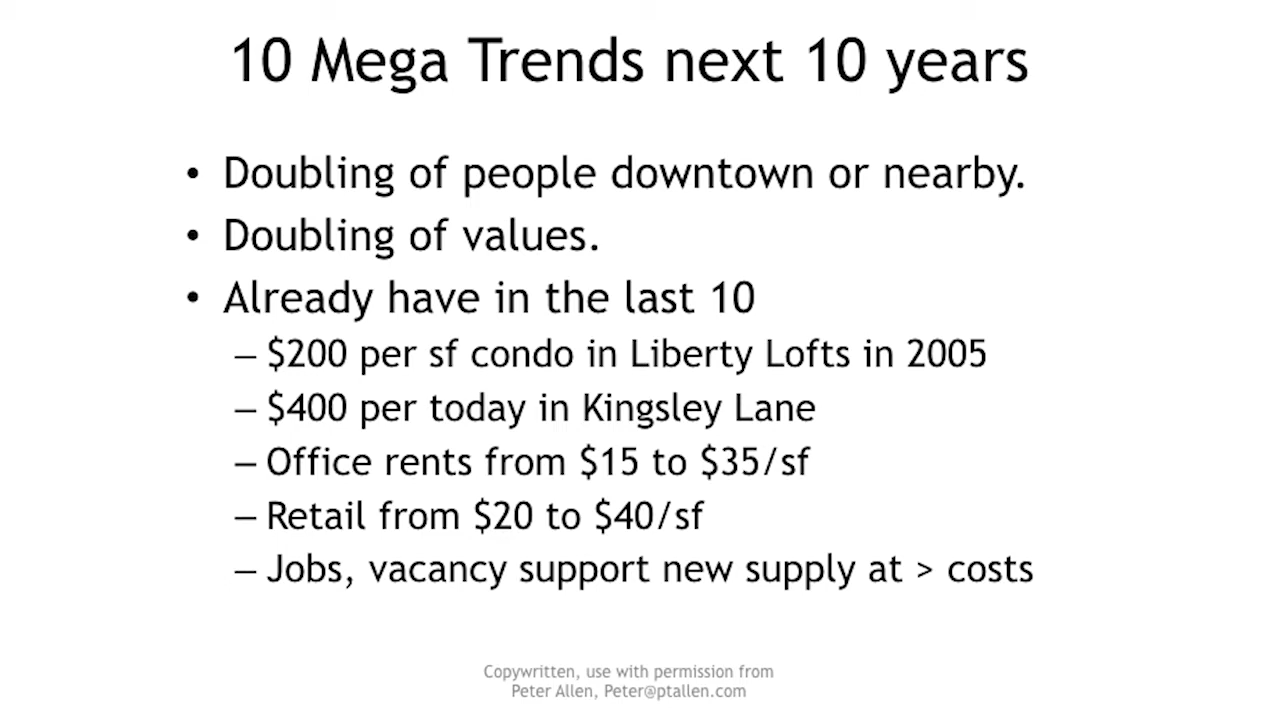 10 Mega Trends next 10 years
• Doubling of people downtown or nearby.
• Doubling of values.
• Already have in the last 10
– $200 per sf condo in Liberty Lofts in 2005
– $400 per today in Kingsley Lane
– Office rents from $15 to $35/sf
– Retail from $20 to $40/sf
– Jobs, vacancy support new supply at > costs
Copywritten, use with permission from
Peter Allen, Peter@ptallen.com